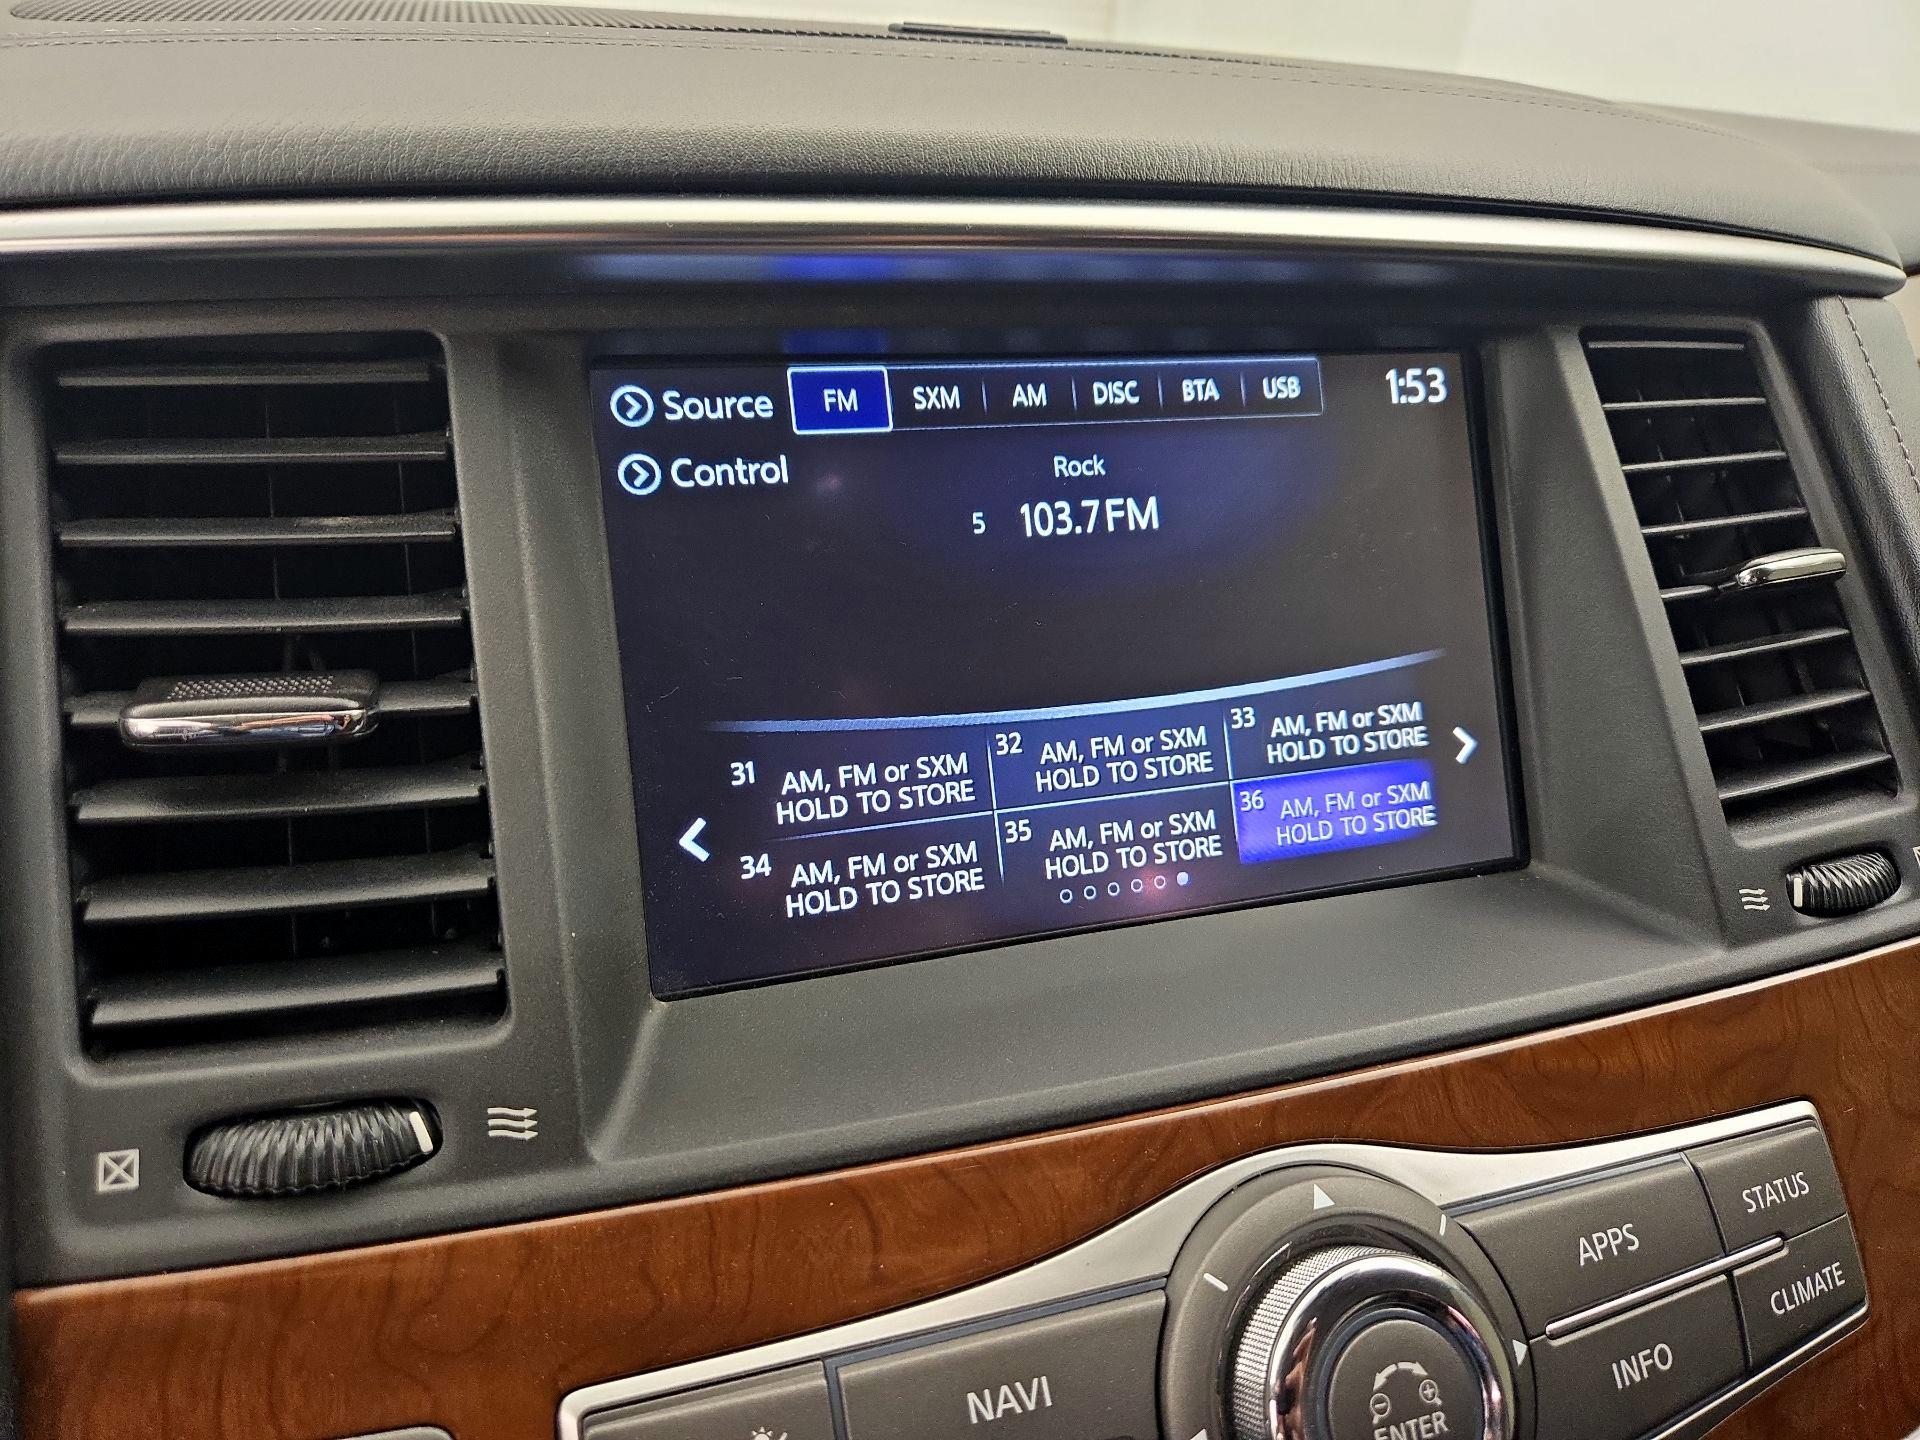 Source FM SXM AM DISC BTA USB 1:53
Control
Rock
5 103.7 FM
31 AM, FM or SXM
HOLD TO STORE
32 AM, FM or SXM
HOLD TO STORE
33 AM, FM or SXM
HOLD TO STORE
34 AM, FM or SXM
HOLD TO STORE
35 AM, FM or SXM
HOLD TO STORE
36 AM, FM or SXM
HOLD TO STORE
NAVI
ENTER
APPS
STATUS
INFO
CLIMATE